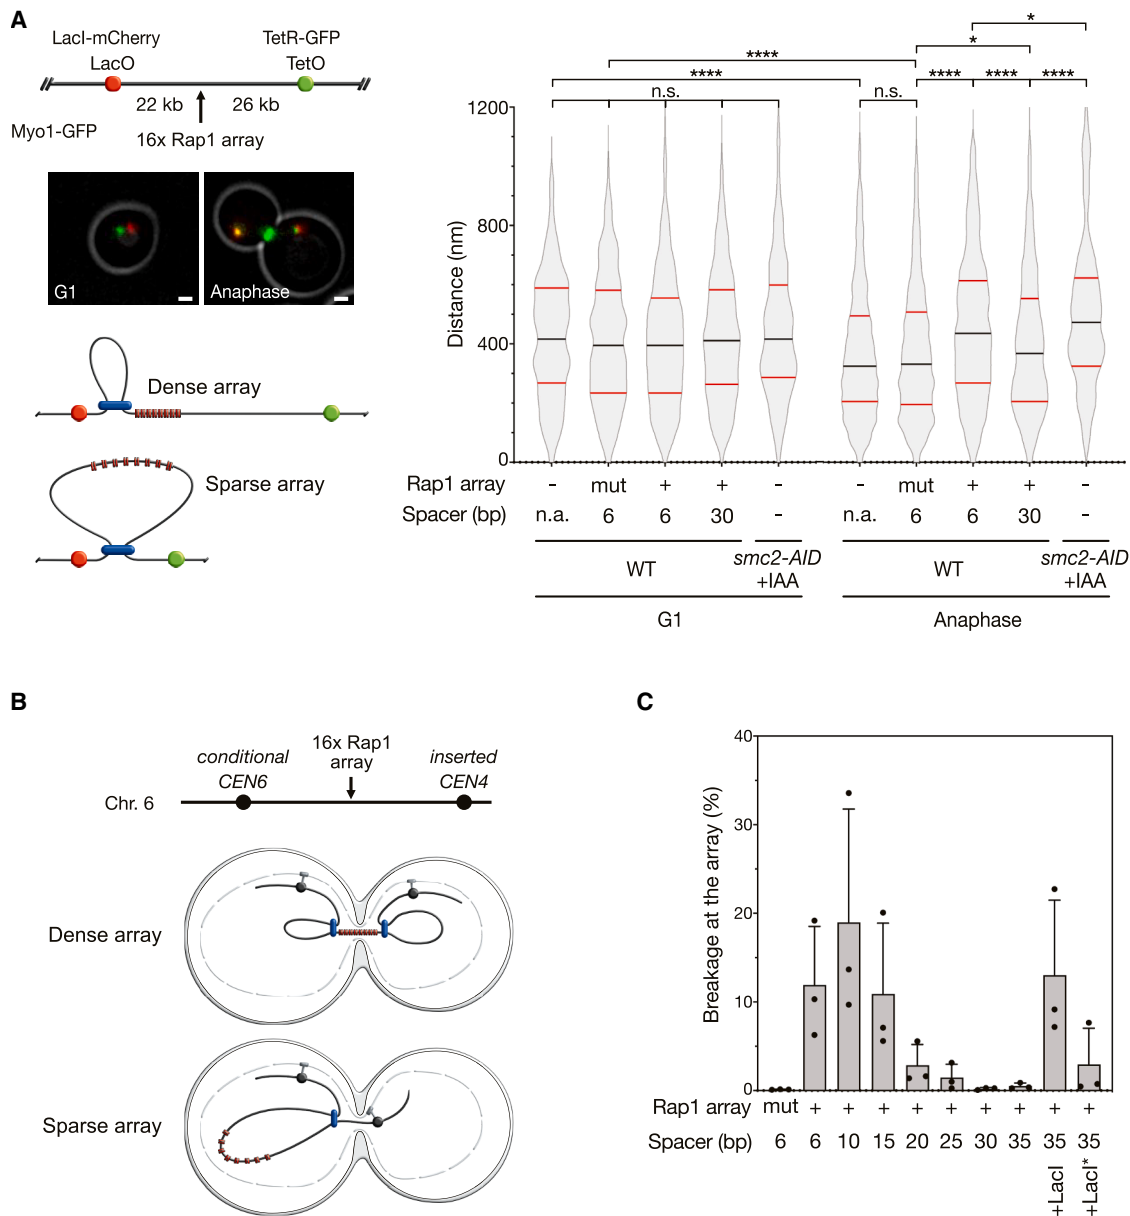 A
LacI-mCherry
TetR-GFP
LacO
TetO
22 kb
26 kb
Myo1-GFP
16x Rap1 array
G1
Anaphase
Dense array
Sparse array
*
*
****
****
****
****
****
n.s.
n.s.
1200
800
400
0
Distance (nm)
Rap1 array
-
mut
+
+
-
-
mut
+
+
-
Spacer (bp)
n.a.
6
6
30
-
n.a.
6
6
30
-
WT
smc2-AID
+IAA
WT
smc2-AID
+IAA
G1
Anaphase
B
conditional
CEN6
16x Rap1
array
inserted
CEN4
Chr. 6
Dense array
Sparse array
C
40
30
20
10
0
Breakage at the array (%)
Rap1 array
mut
+
+
+
+
+
+
+
+
+
Spacer (bp)
6
6
10
15
20
25
30
35
35
35
+LacI
+LacI*